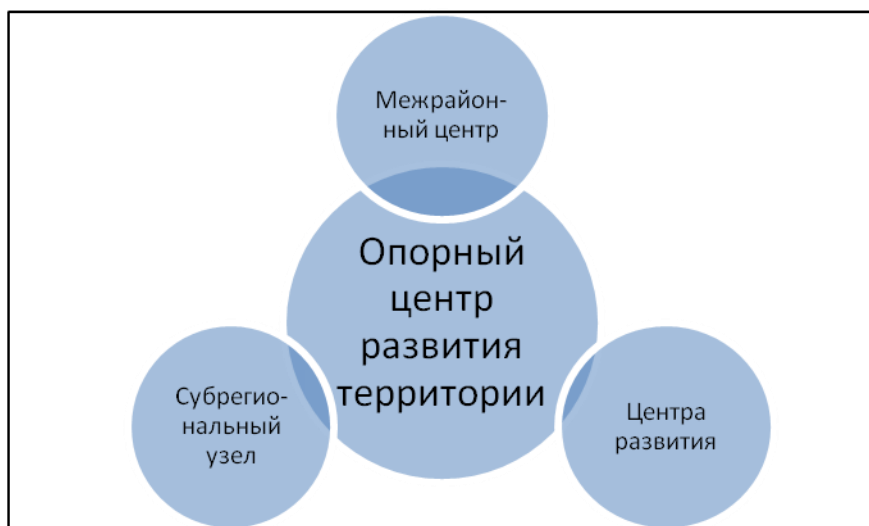 Межрайон-
ный центр
Опорный
центр
развития
территории
Субрегио-
нальный
узел
Центра
развития